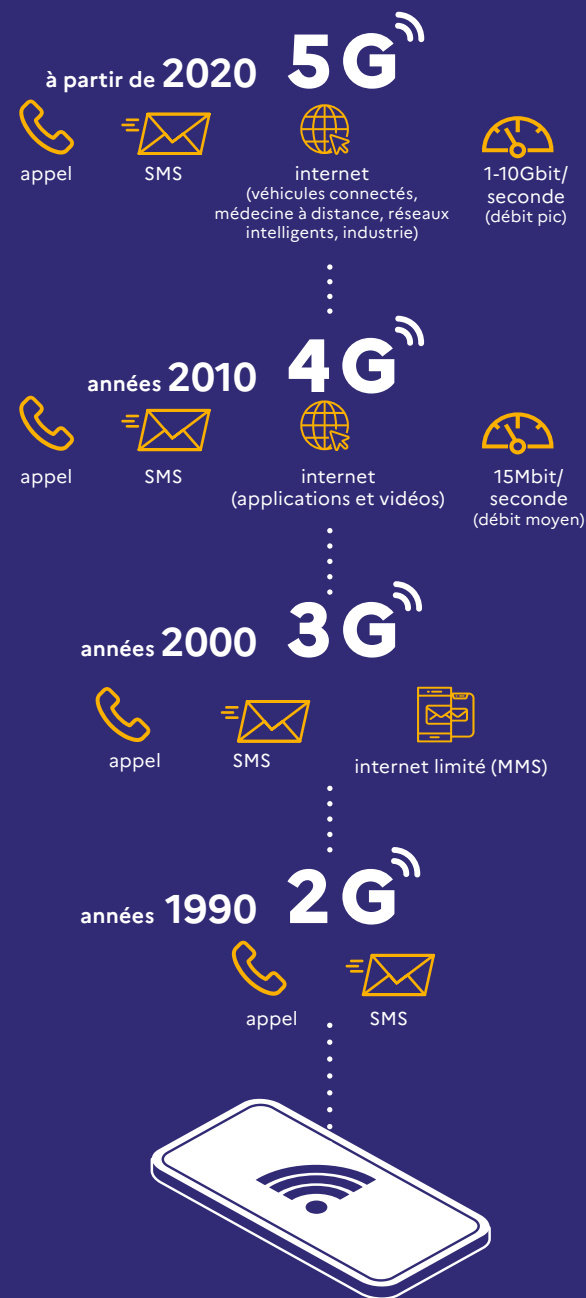 à partir de 2020 5G
appel
SMS
internet
(véhicules connectés,
médecine à distance, réseaux
intelligents, industrie)
1-10Gbit/
seconde
(débit pic)
années 2010 4G
appel
SMS
internet
(applications et vidéos)
15Mbit/
seconde
(débit moyen)
années 2000 3G
appel
SMS
internet limité (MMS)
années 1990 2G
appel
SMS